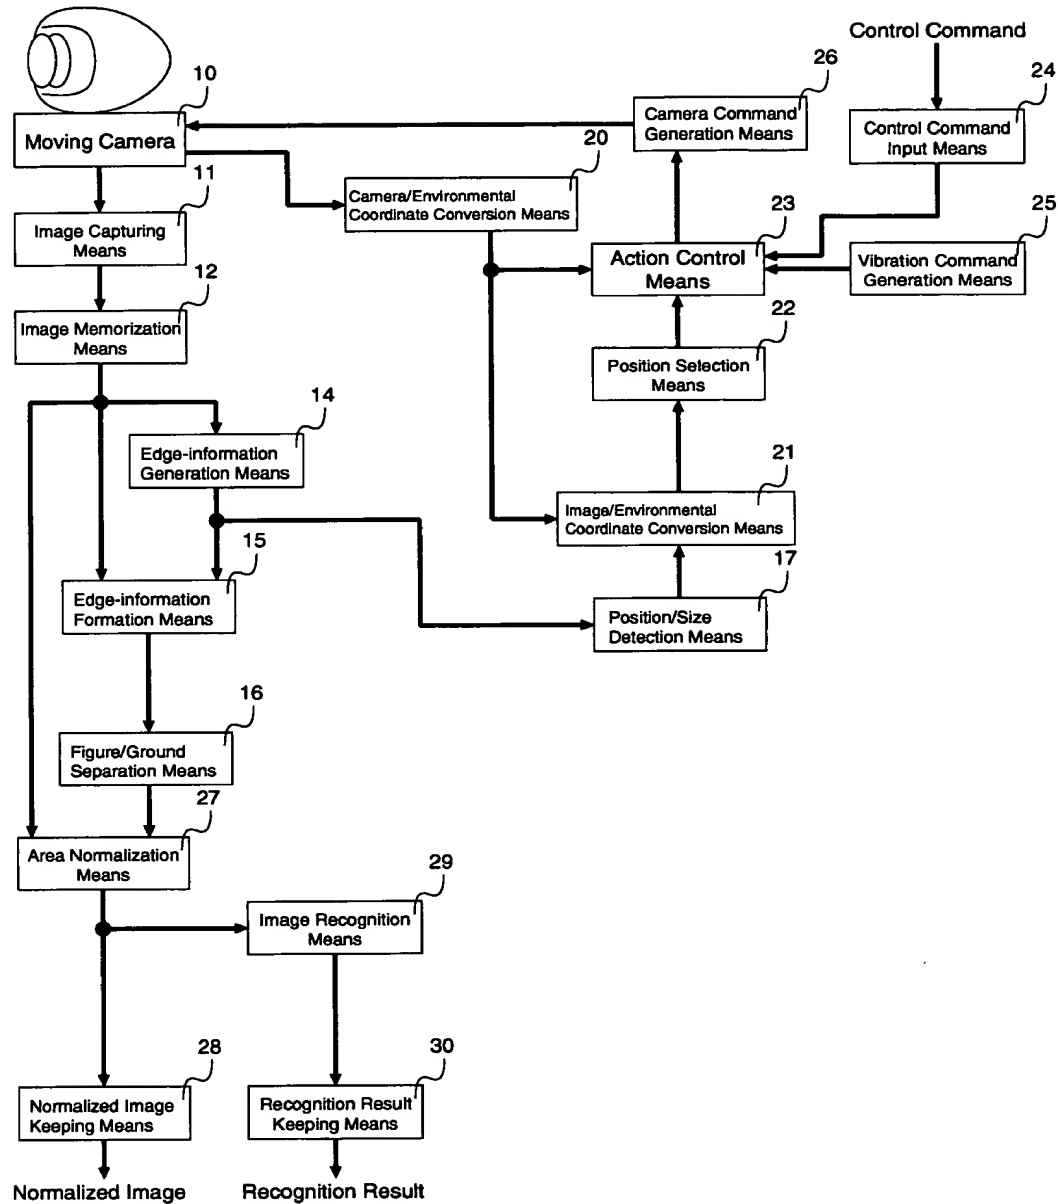 Control Command
10
26
24
Moving Camera
Camera Command
Generation Means
Control Command
Input Means
20
11
Camera/Environmental
Coordinate Conversion Means
23
25
Image Capturing
Means
Action Control
Means
Vibration Command
Generation Means
12
22
Image Memorization
Means
Position Selection
Means
14
Edge-information
Generation Means
21
Image/Environmental
Coordinate Conversion Means
15
17
Edge-information
Formation Means
Position/Size
Detection Means
16
Figure/Ground
Separation Means
27
Area Normalization
Means
29
Image Recognition
Means
28
30
Normalized Image
Keeping Means
Recognition Result
Keeping Means
Normalized Image
Recognition Result